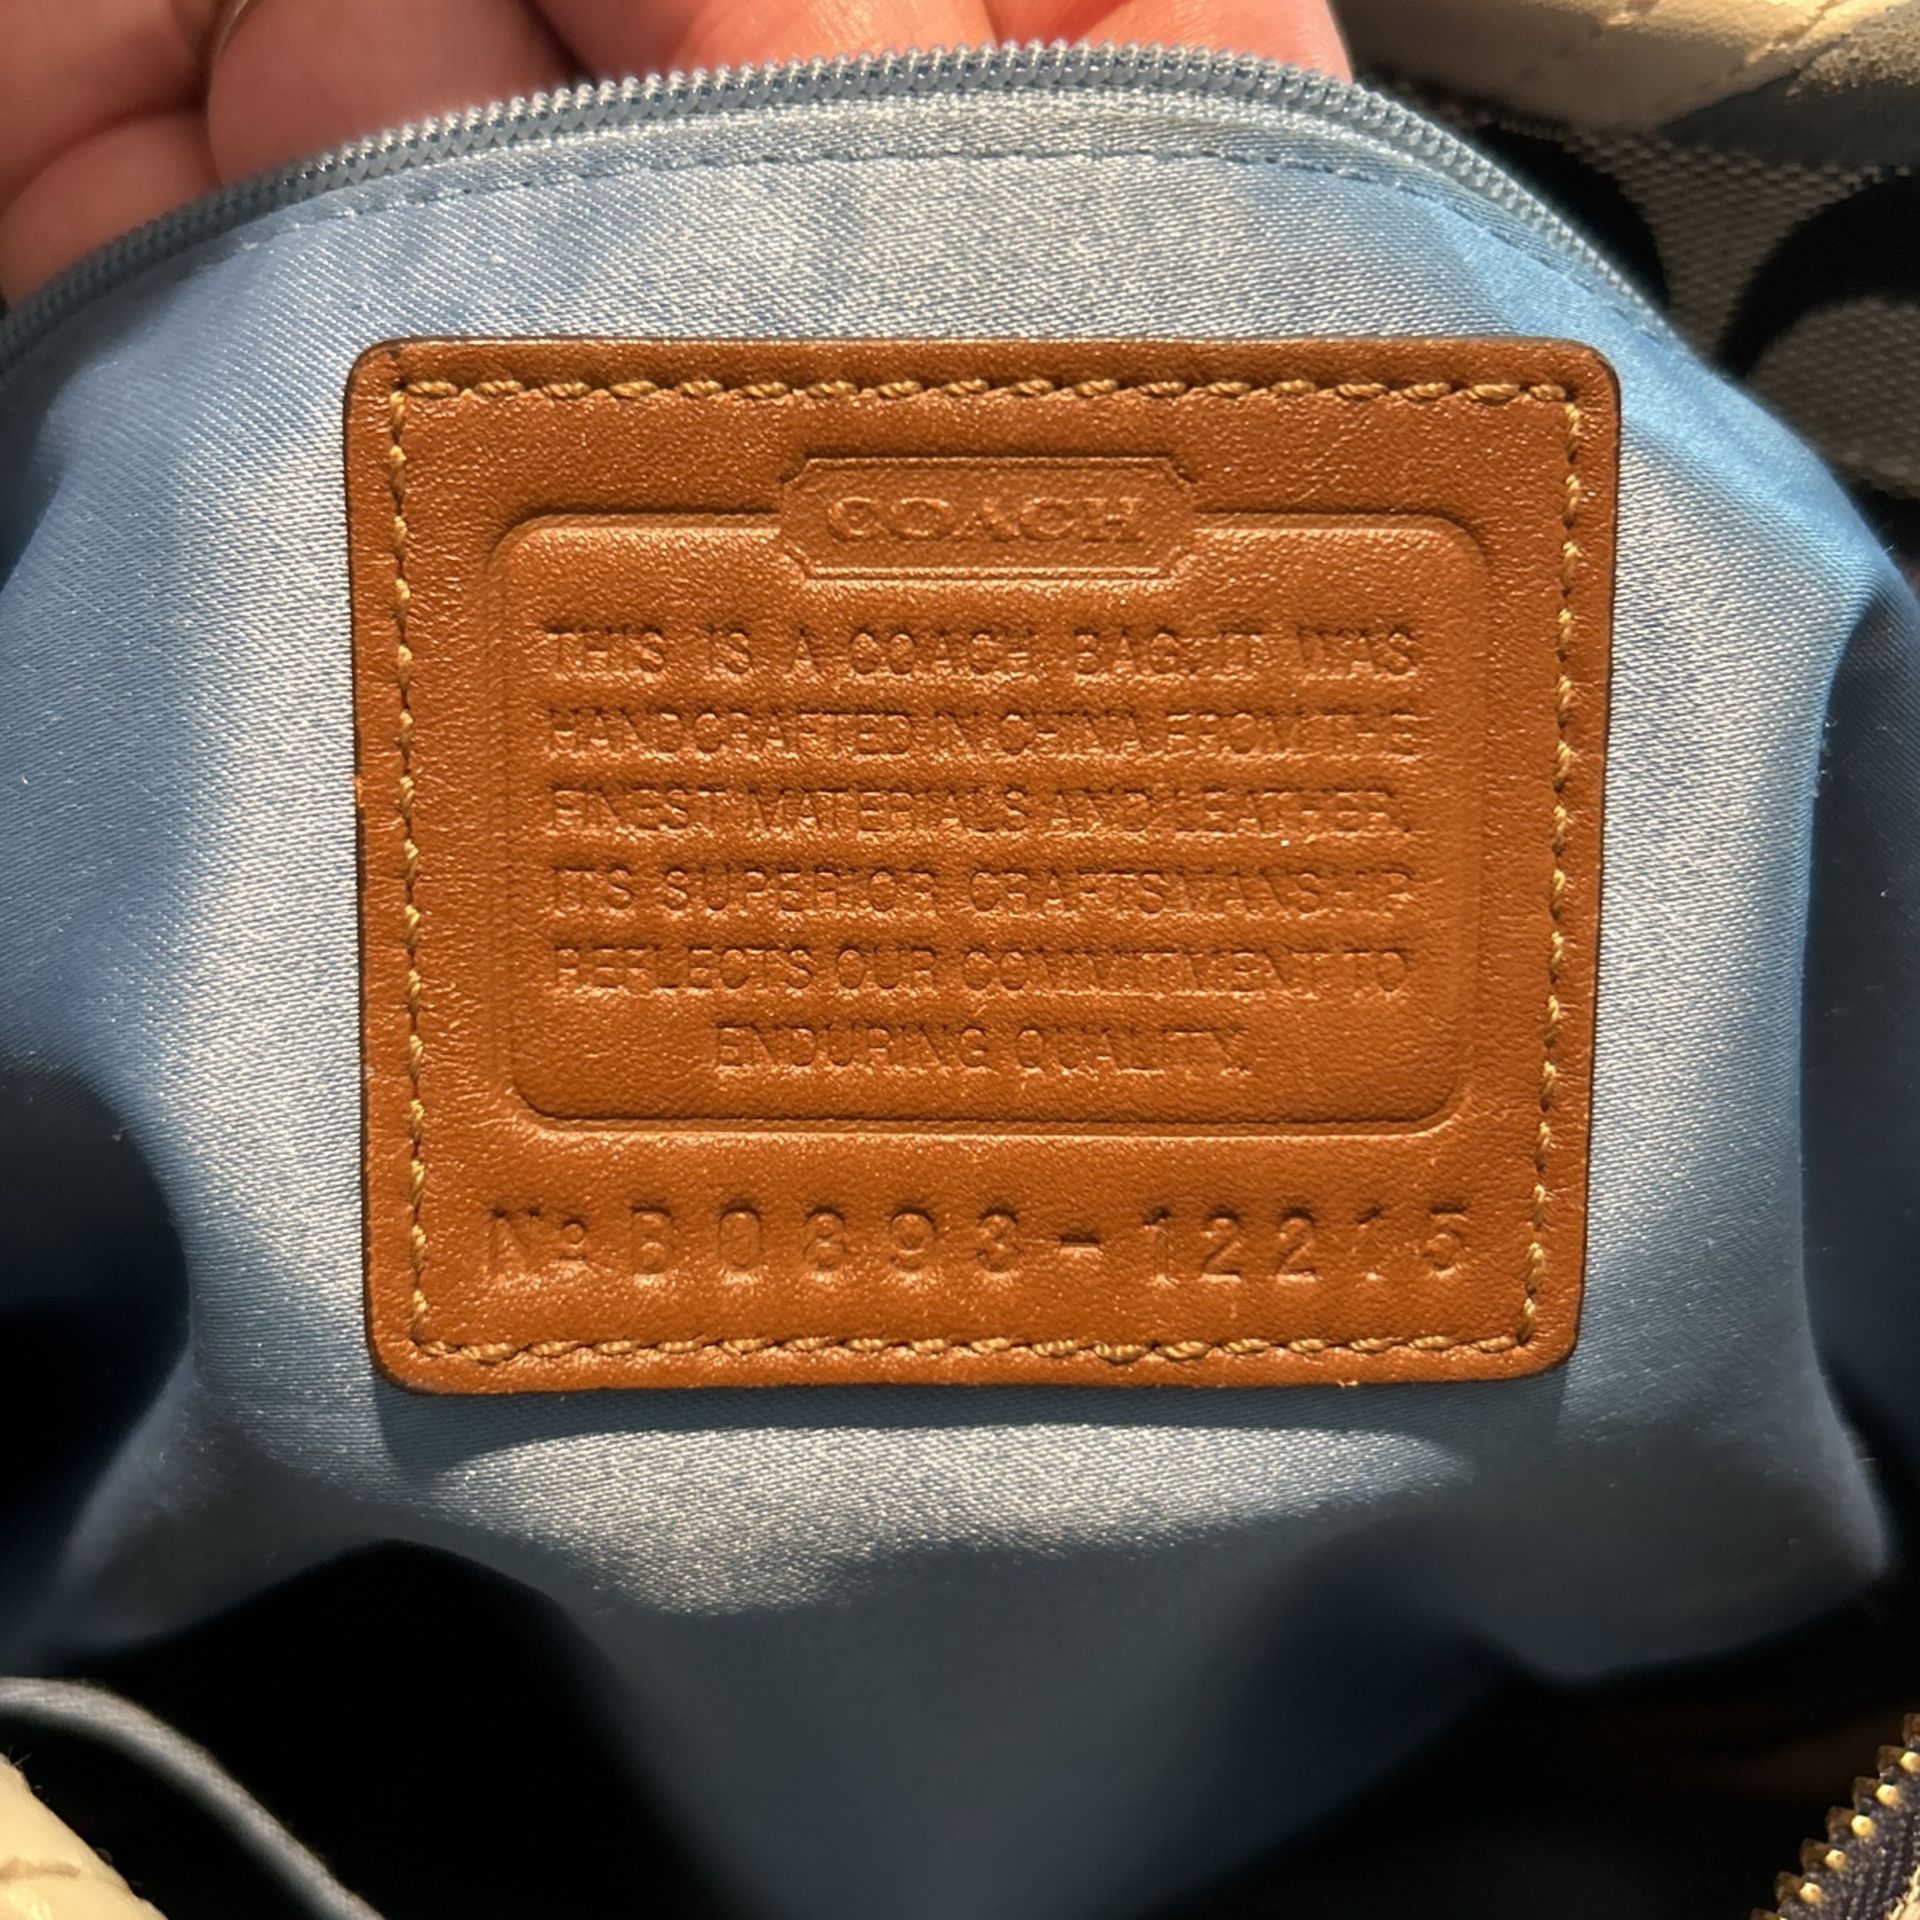 COACH
THIS IS A COACH BAG. IT WAS
HANDCRAFTED IN CHINA FROM THE
FINEST MATERIALS AND LEATHER.
ITS SUPERIOR CRAFTSMANSHIP
REFLECTS OUR COMMITMENT TO
ENDURING QUALITY.
No B0893-12215